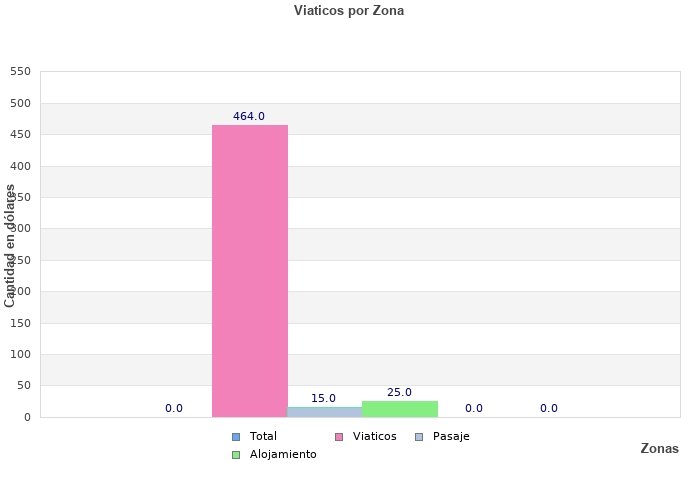 Viaticos por Zona
Cantidad en dólares
550
500
450
400
350
300
250
200
150
100
50
0
464.0
25.0
15.0
0.0
0.0
0.0
Total
Viaticos
Pasaje
Alojamiento
Zonas